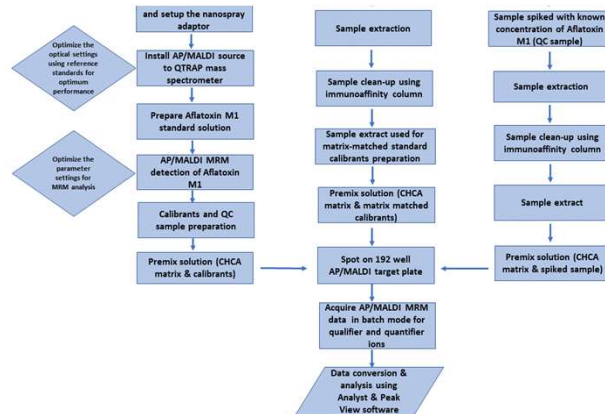 and setup the nanospray
adaptor
Optimize the
optical settings
using reference
standards for
optimum
performance
Install AP/MALDI source
to QTRAP mass
spectrometer
Prepare Aflatoxin M1
standard solution
Optimize the
parameter
settings for
MRM analysis
AP/MALDI MRM
detection of Aflatoxin
M1
Calibrants and QC
sample preparation
Premix solution (CHCA
matrix & calibrants)
Sample extraction
Sample clean-up using
immunoaffinity column
Sample extract used for
matrix-matched standard
calibrants preparation
Premix solution (CHCA
matrix & matrix matched
calibrants)
Spot on 192 well
AP/MALDI target plate
Acquire AP/MALDI MRM
data in batch mode for
qualifier and quantifier
ions
Data conversion &
analysis using
Analyst & Peak
View software
Sample spiked with known
concentration of Aflatoxin
M1 (QC sample)
Sample extraction
Sample clean-up using
immunoaffinity column
Sample extract
Premix solution (CHCA
matrix & spiked sample)